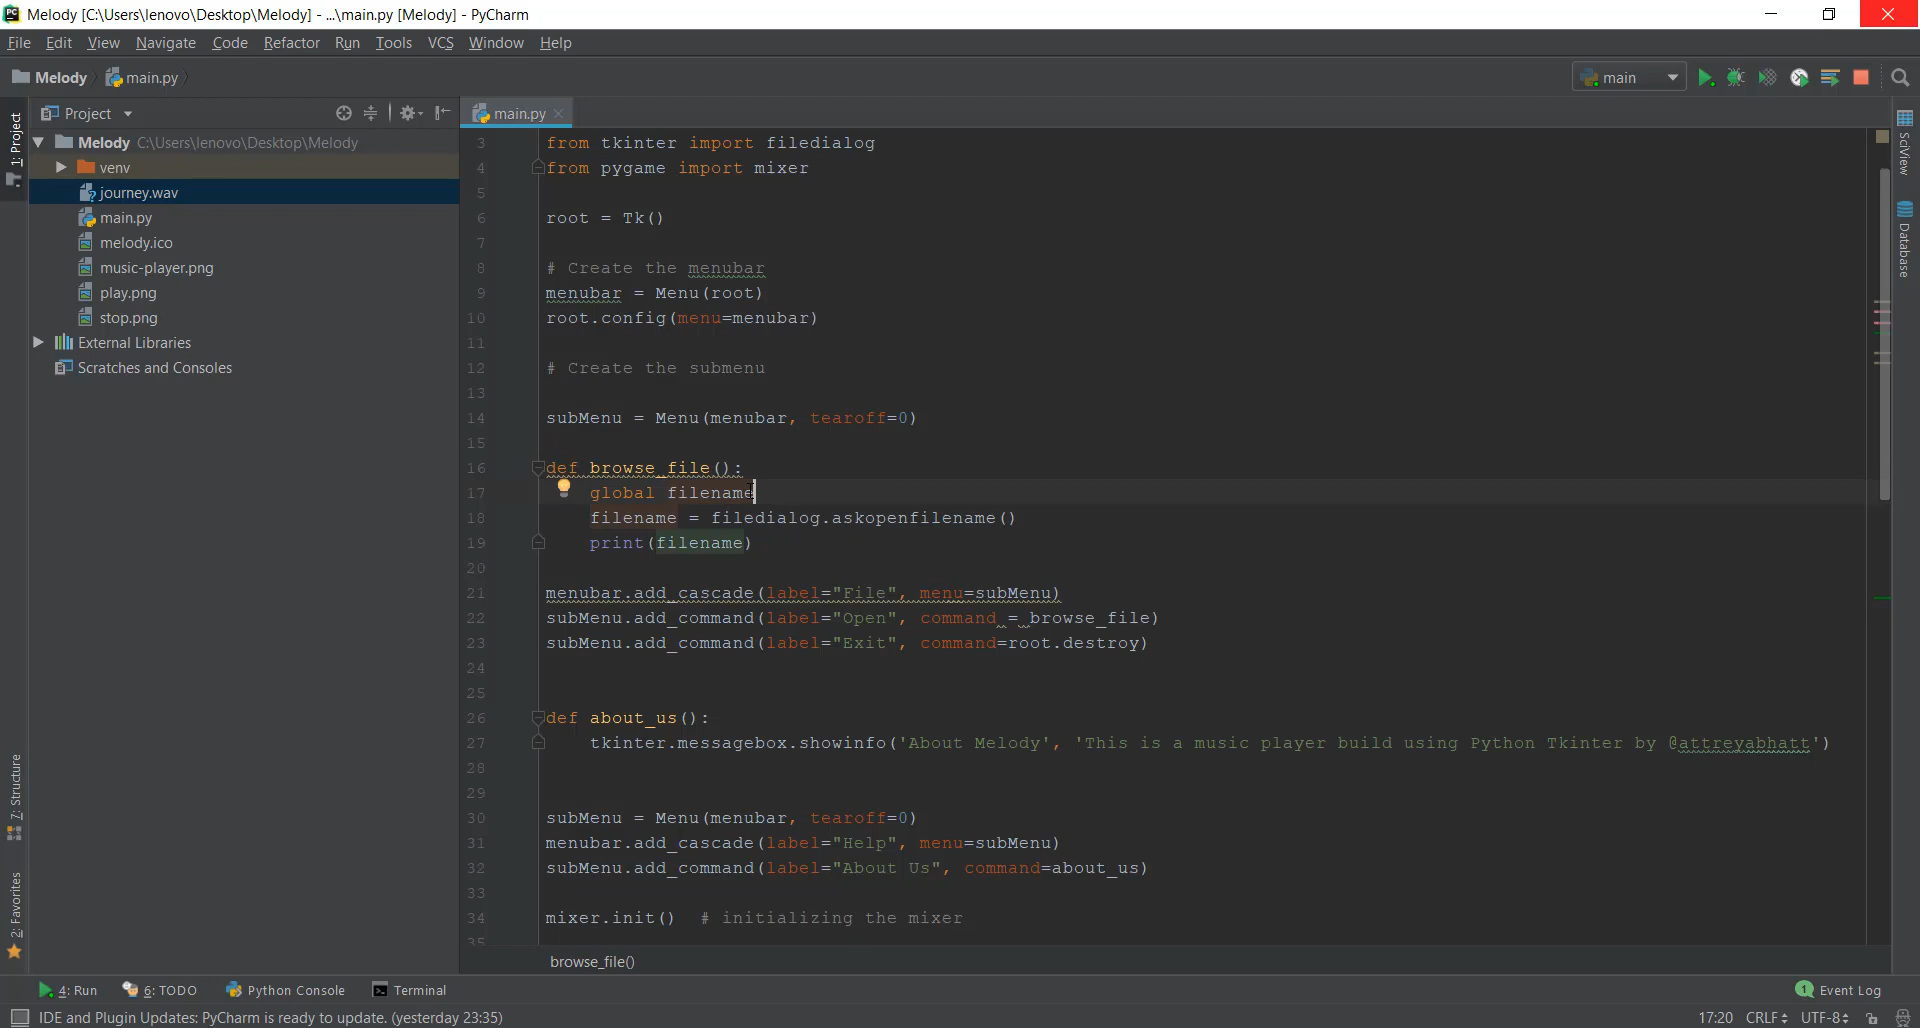 Melody [C:\Users\lenovo\Desktop\Melody] - ...\main.py [Melody] - PyCharm
File Edit View Navigate Code Refactor Run Tools VCS Window Help
Melody main.py main
1: Project
Project
main.py
Melody C:\Users\lenovo\Desktop\Melody
venv
journey.wav
main.py
melody.ico
music-player.png
play.png
stop.png
External Libraries
Scratches and Consoles
7: Structure
2: Favorites
3 from tkinter import filedialog
4 from pygame import mixer
5
6 root = Tk()
7
8 # Create the menubar
9 menubar = Menu(root)
10 root.config(menu=menubar)
11
12 # Create the submenu
13
14 subMenu = Menu(menubar, tearoff=0)
15
16 def browse_file():
17 global filename
18 filename = filedialog.askopenfilename()
19 print(filename)
20
21 menubar.add_cascade(label="File", menu=subMenu)
22 subMenu.add_command(label="Open", command = browse_file)
23 subMenu.add_command(label="Exit", command=root.destroy)
24
25
26 def about_us():
27 tkinter.messagebox.showinfo('About Melody', 'This is a music player build using Python Tkinter by @attreyabhatt')
28
29
30 subMenu = Menu(menubar, tearoff=0)
31 menubar.add_cascade(label="Help", menu=subMenu)
32 subMenu.add_command(label="About Us", command=about_us)
33
34 mixer.init() # initializing the mixer
35
browse_file()
SciView
Database
4: Run 6: TODO Python Console Terminal 1 Event Log
IDE and Plugin Updates: PyCharm is ready to update. (yesterday 23:35) 17:20 CRLF UTF-8